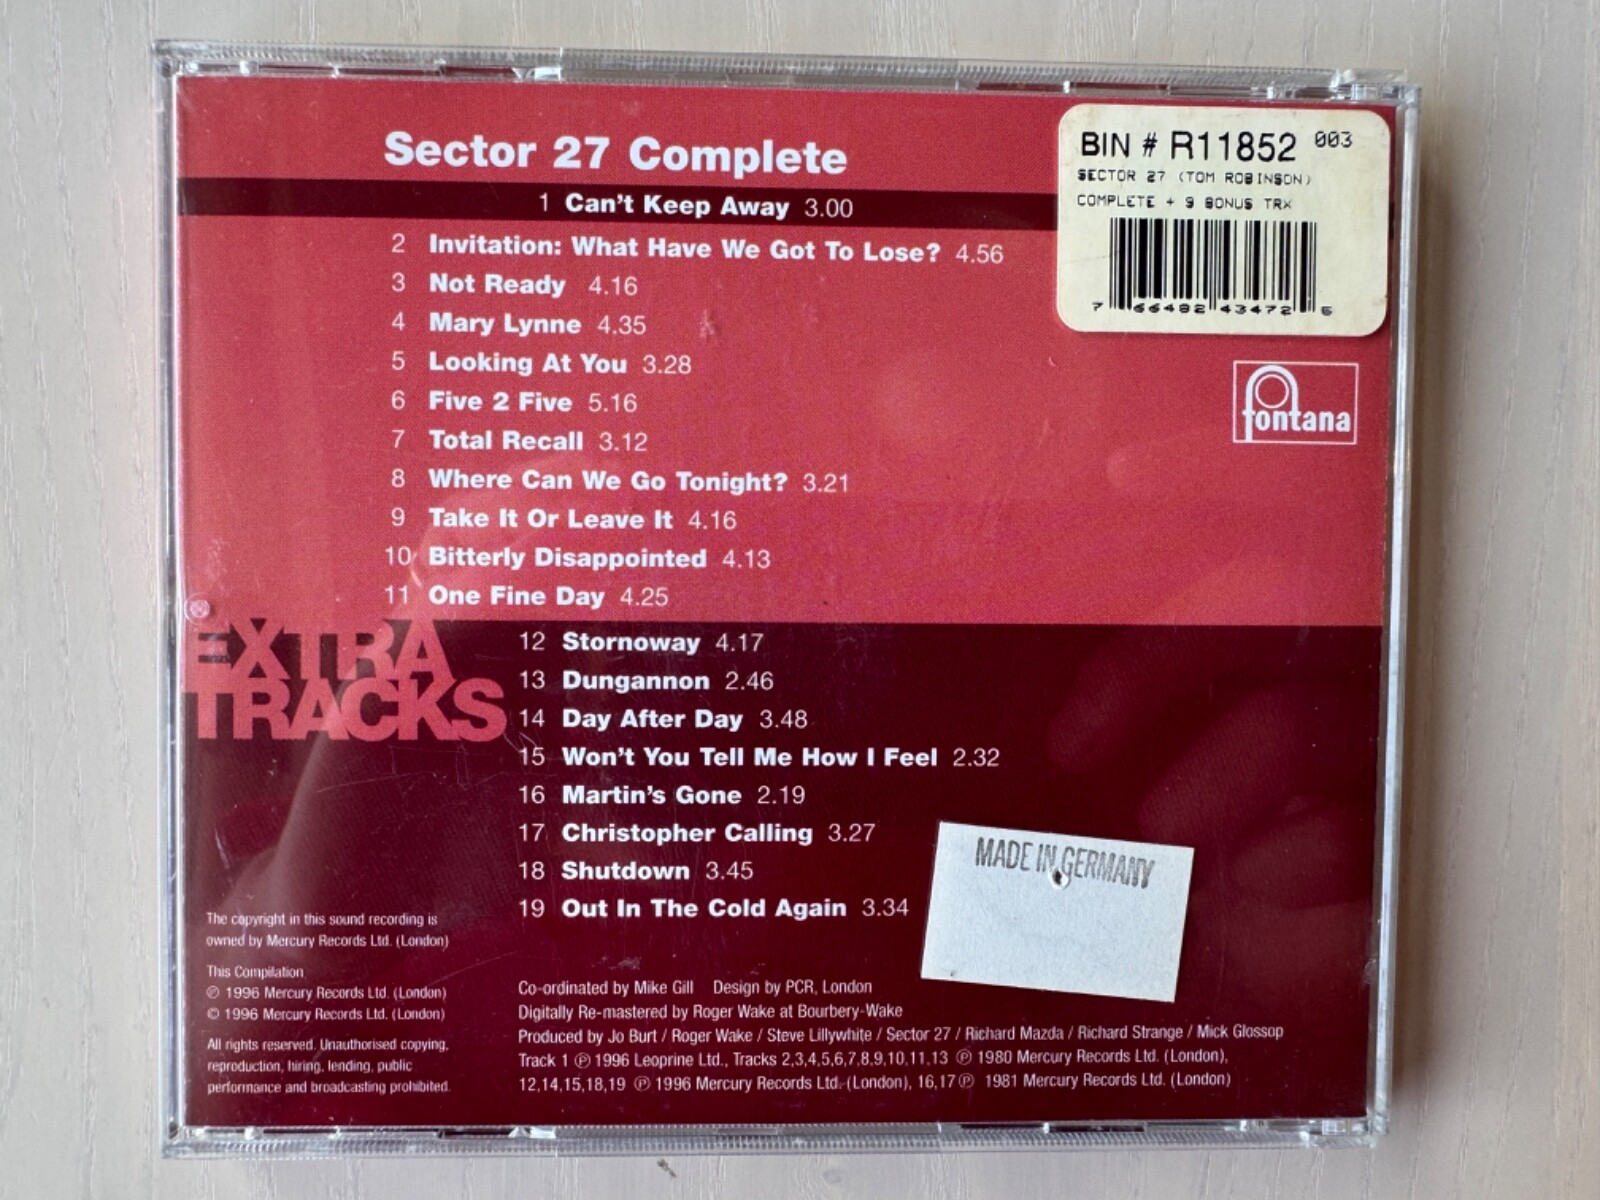 Sector 27 Complete
1 Can't Keep Away 3.00
2 Invitation: What Have We Got To Lose? 4.56
3 Not Ready 4.16
4 Mary Lynne 4.35
5 Looking At You 3.28
6 Five 2 Five 5.16
7 Total Recall 3.12
8 Where Can We Go Tonight? 3.21
9 Take It Or Leave It 4.16
10 Bitterly Disappointed 4.13
11 One Fine Day 4.25
BIN # R11852 003
SECTOR 27 (TOM ROBINSON)
COMPLETE + 9 BONUS TRX
7 66482 43472 6
fontana
EXTRA
TRACKS
12 Stornoway 4.17
13 Dungannon 2.46
14 Day After Day 3.48
15 Won't You Tell Me How I Feel 2.32
16 Martin's Gone 2.19
17 Christopher Calling 3.27
18 Shutdown 3.45
19 Out In The Cold Again 3.34
MADE IN GERMANY
The copyright in this sound recording is
owned by Mercury Records Ltd. (London)
This Compilation
℗ 1996 Mercury Records Ltd. (London)
© 1996 Mercury Records Ltd. (London)
All rights reserved. Unauthorised copying,
reproduction, hiring, lending, public
performance and broadcasting prohibited.
Co-ordinated by Mike Gill Design by PCR, London
Digitally Re-mastered by Roger Wake at Bourbery-Wake
Produced by Jo Burt / Roger Wake / Steve Lillywhite / Sector 27 / Richard Mazda / Richard Strange / Mick Glossop
Track 1 ℗ 1996 Leoprine Ltd., Tracks 2,3,4,5,6,7,8,9,10,11,13 ℗ 1980 Mercury Records Ltd. (London),
12,14,15,18,19 ℗ 1996 Mercury Records Ltd. (London), 16,17 ℗ 1981 Mercury Records Ltd. (London)